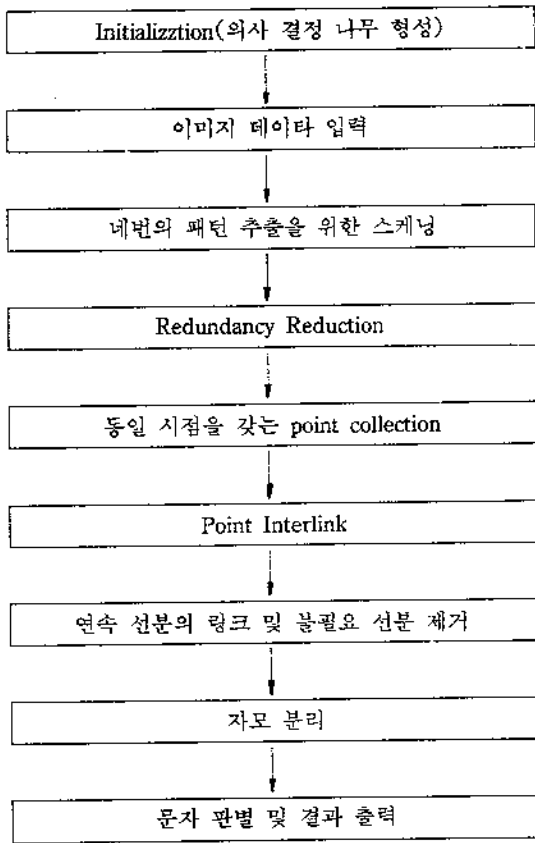 Initializztion(의사 결정 나무 형성)
이미지 데이타 입력
네번의 패턴 추출을 위한 스케닝
Redundancy Reduction
동일 시점을 갖는 point collection
Point Interlink
연속 선분의 링크 및 불필요 선분 제거
자모 분리
문자 판별 및 결과 출력